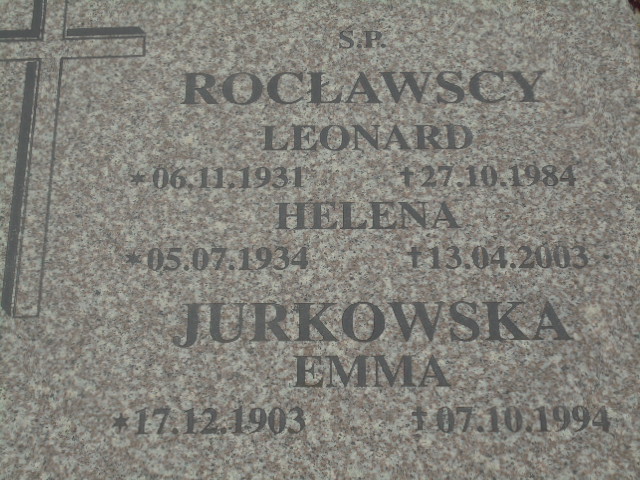 S.P.
ROCŁAWSCY
LEONARD
*06.11.1931 †27.10.1984
HELENA
*05.07.1934 †13.04.2003
JURKOWSKA
EMMA
*17.12.1903 †07.10.1994